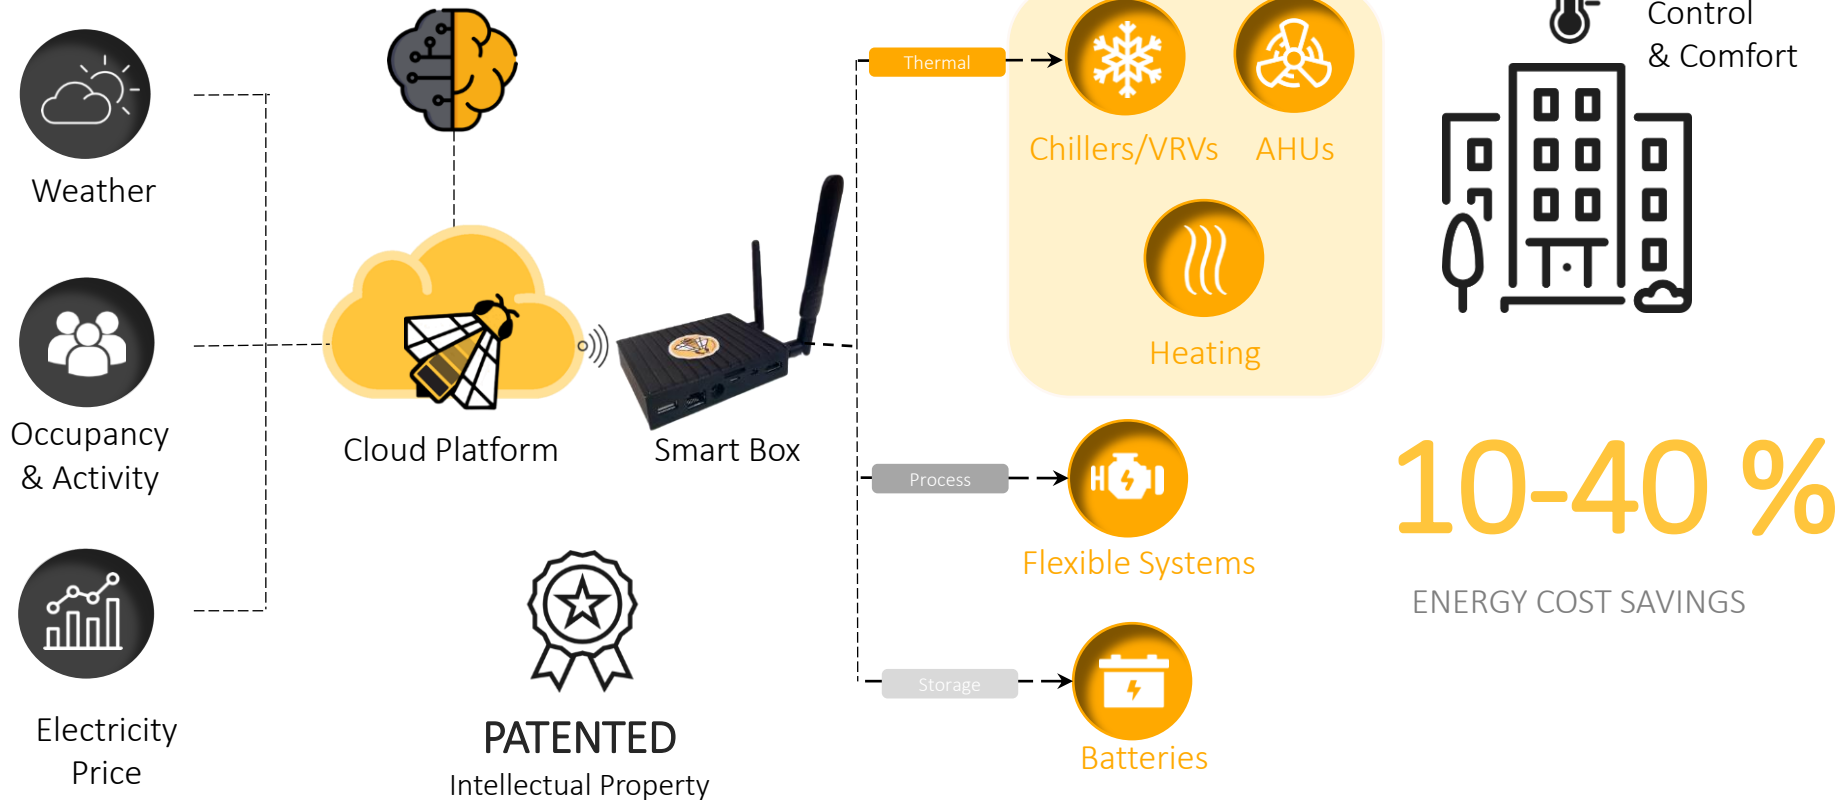 Weather
Occupancy
& Activity
Electricity
Price
Cloud Platform
Smart Box
PATENTED
Intellectual Property
Thermal
Chillers/VRVs
AHUs
Heating
Process
Flexible Systems
Storage
Batteries
Control
& Comfort
10-40 %
ENERGY COST SAVINGS